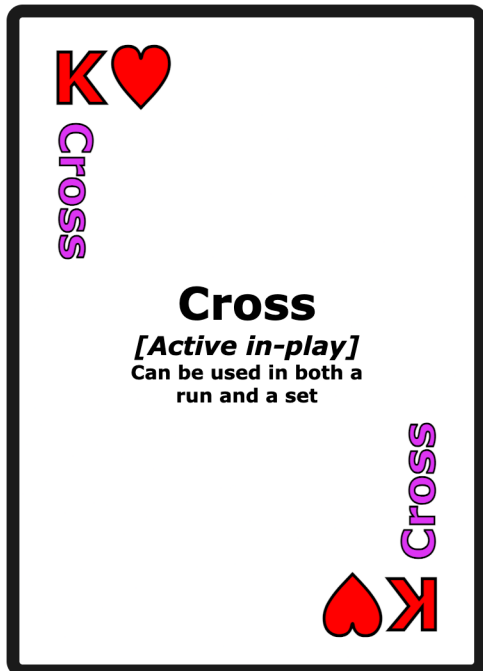 K♥
Cross
Cross
[Active in-play]
Can be used in both a
run and a set
Cross
K♥